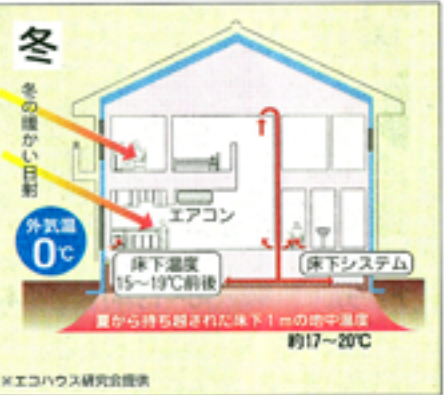 冬
冬の暖かい日射
外気温
0℃
エアコン
床下温度
15～19℃前後
床下システム
夏から持ち越された床下1mの地中温度
約17～20℃
※エコハウス研究会提供